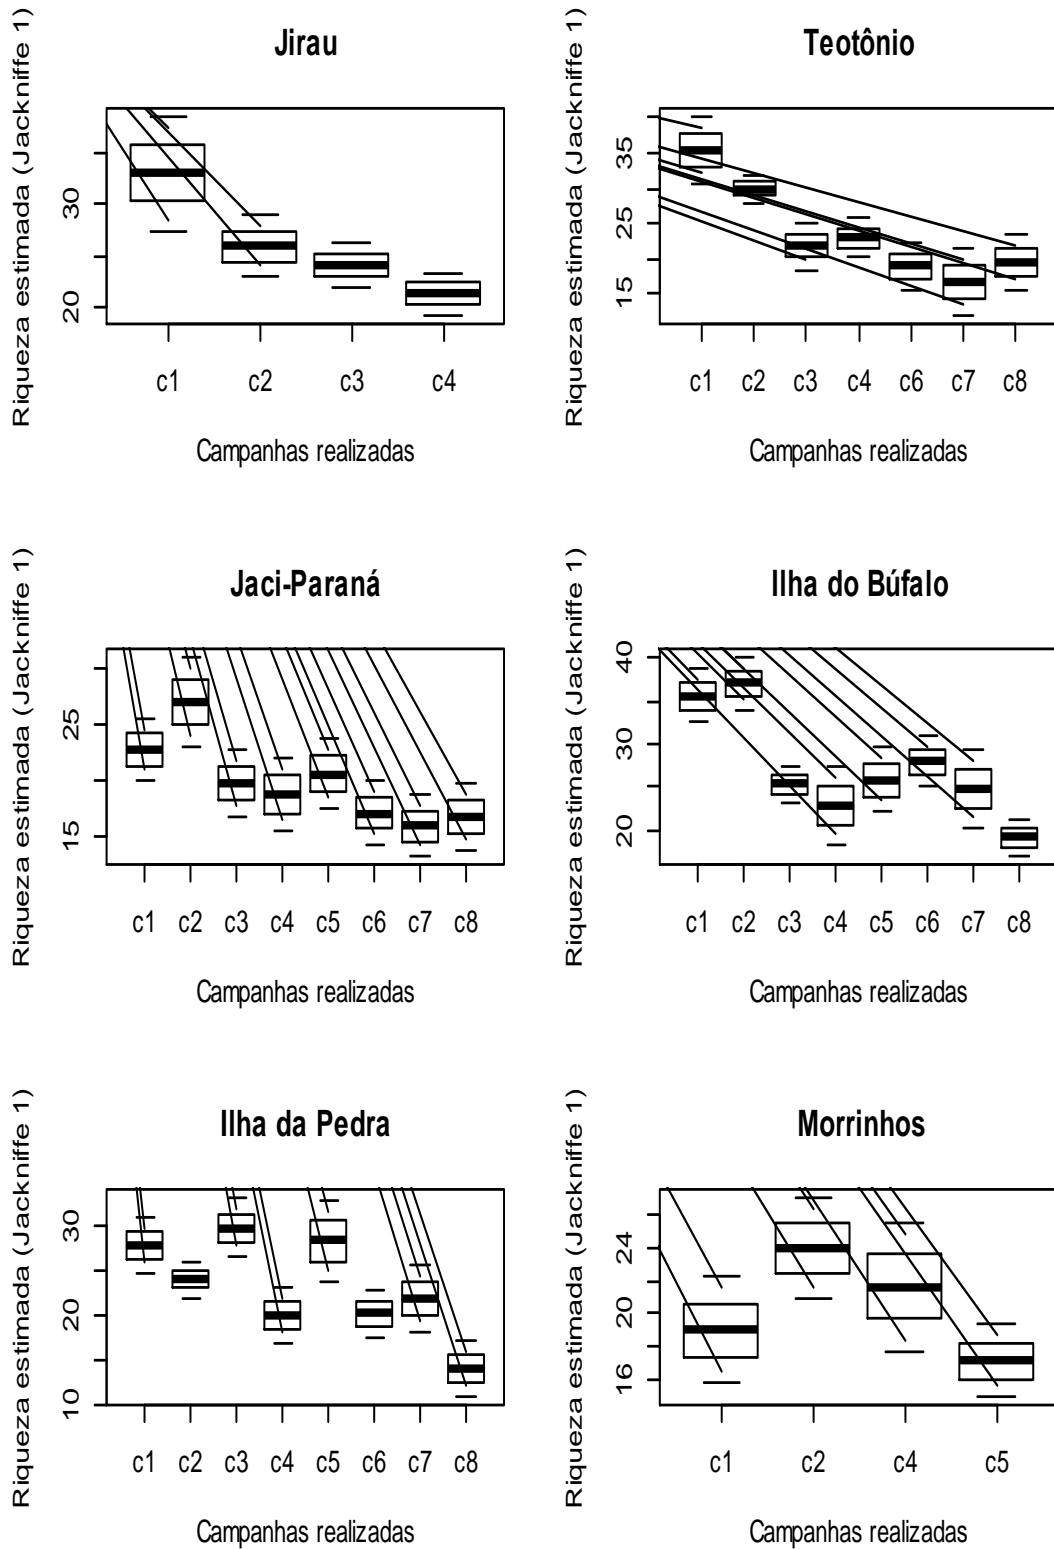 Jirau
Riqueza estimada (Jackniffe 1)
30
20
c1 c2 c3 c4
Campanhas realizadas
Teotônio
Riqueza estimada (Jackniffe 1)
35
25
15
c1 c2 c3 c4 c6 c7 c8
Campanhas realizadas
Jaci-Paraná
Riqueza estimada (Jackniffe 1)
25
15
c1 c2 c3 c4 c5 c6 c7 c8
Campanhas realizadas
Ilha do Búfalo
Riqueza estimada (Jackniffe 1)
40
30
20
c1 c2 c3 c4 c5 c6 c7 c8
Campanhas realizadas
Ilha da Pedra
Riqueza estimada (Jackniffe 1)
30
20
10
c1 c2 c3 c4 c5 c6 c7 c8
Campanhas realizadas
Morrinhos
Riqueza estimada (Jackniffe 1)
24
20
16
c1 c2 c4 c5
Campanhas realizadas